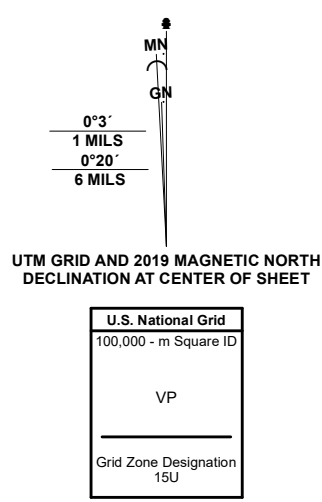 MN
GN
0°3´
1 MILS
0°20´
6 MILS
UTM GRID AND 2019 MAGNETIC NORTH
DECLINATION AT CENTER OF SHEET
U.S. National Grid
100,000 - m Square ID
VP
Grid Zone Designation
15U